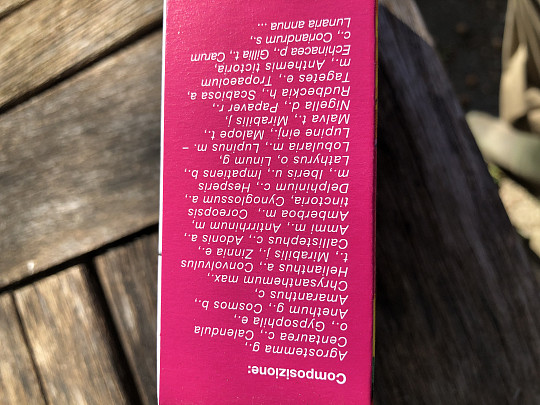 Composizione:
Agrostemma g., Calendula
Centaurea c., Calendula
o., Gypsophila e.,
Anethum g., Cosmos b.,
Amaranthus c,
Chrysanthemum max.,
Helianthus a., Convolvulus
t., Mirabilis j., Zinnia e.,
Callistephus c., Adonis a.,
Ammi m., Antirrhinum m,
Amberboa m. Coreopsis
tinctoria, Cynoglossum a.,
Delphinium c., Hesperis
m., Iberis u., Impatiens b.,
Lathyrus o, Linum g,
Lobularia m., Lupinus m. –
Lupine einj., Malope t.,
Malva t., Mirabilis j,
Nigella d., Papaver r.,
Rudbeckia h, Scabiosa a,
Tagetes e, Tropaeolum
m., Anthemis tictoria,
Echinacea p., Gillia t, Carum
c., Coriandrum s.,
Lunaria annua ...